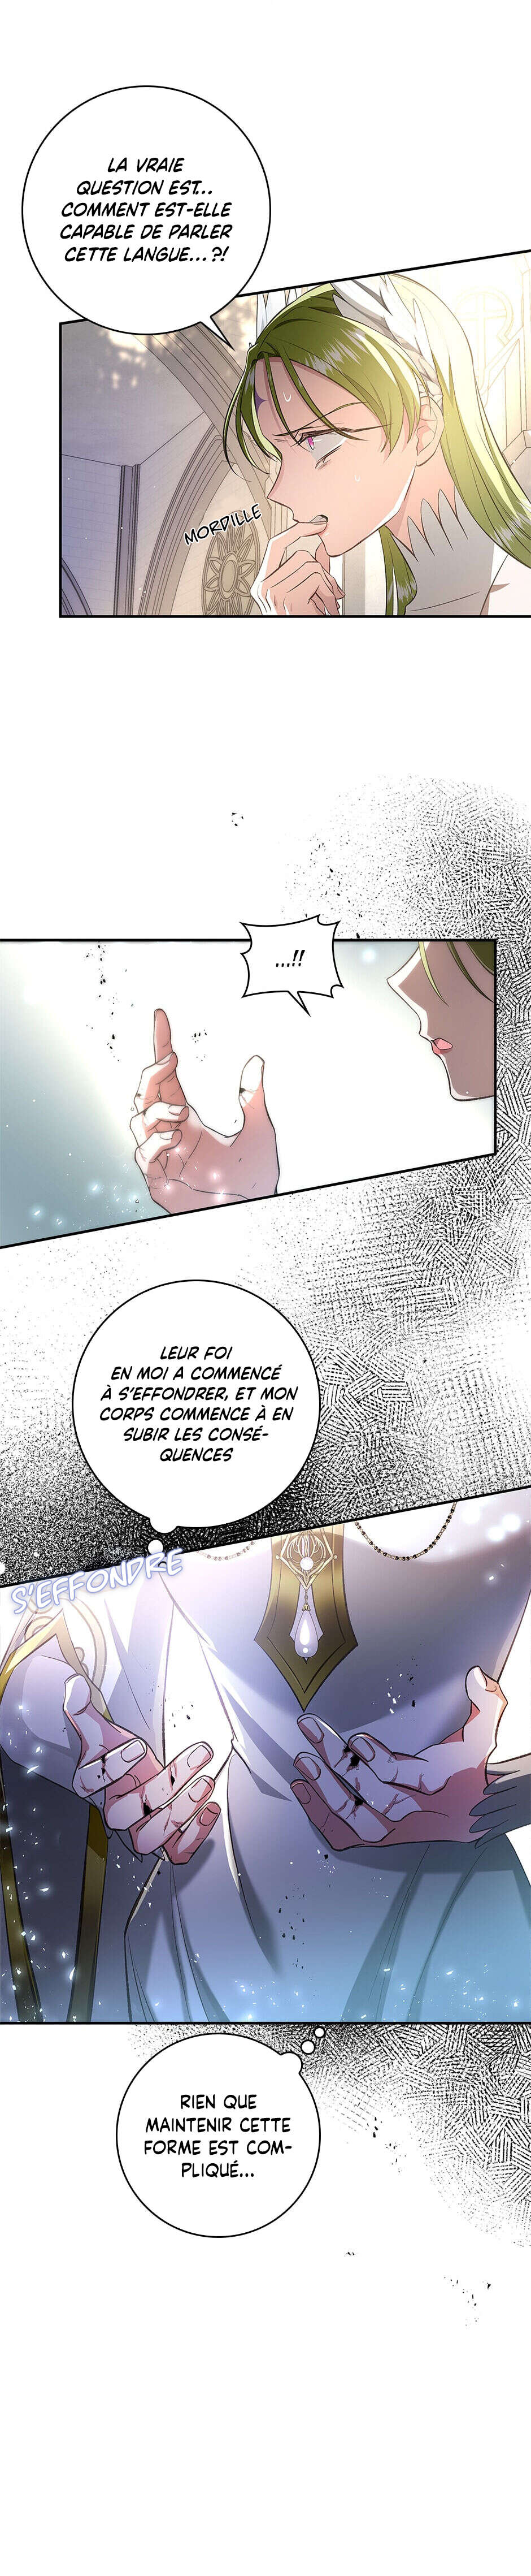 LA VRAIE
QUESTION EST...
COMMENT EST-ELLE
CAPABLE DE PARLER
CETTE LANGUE...?!
MORDILLE
...!!
LEUR FOI
EN MOI A COMMENCÉ
À S'EFFONDRER, ET MON
CORPS COMMENCE À EN
SUBIR LES CONSÉ-
QUENCES
S'EFFONDRE
RIEN QUE
MAINTENIR CETTE
FORME EST COM-
PLIQUÉ...